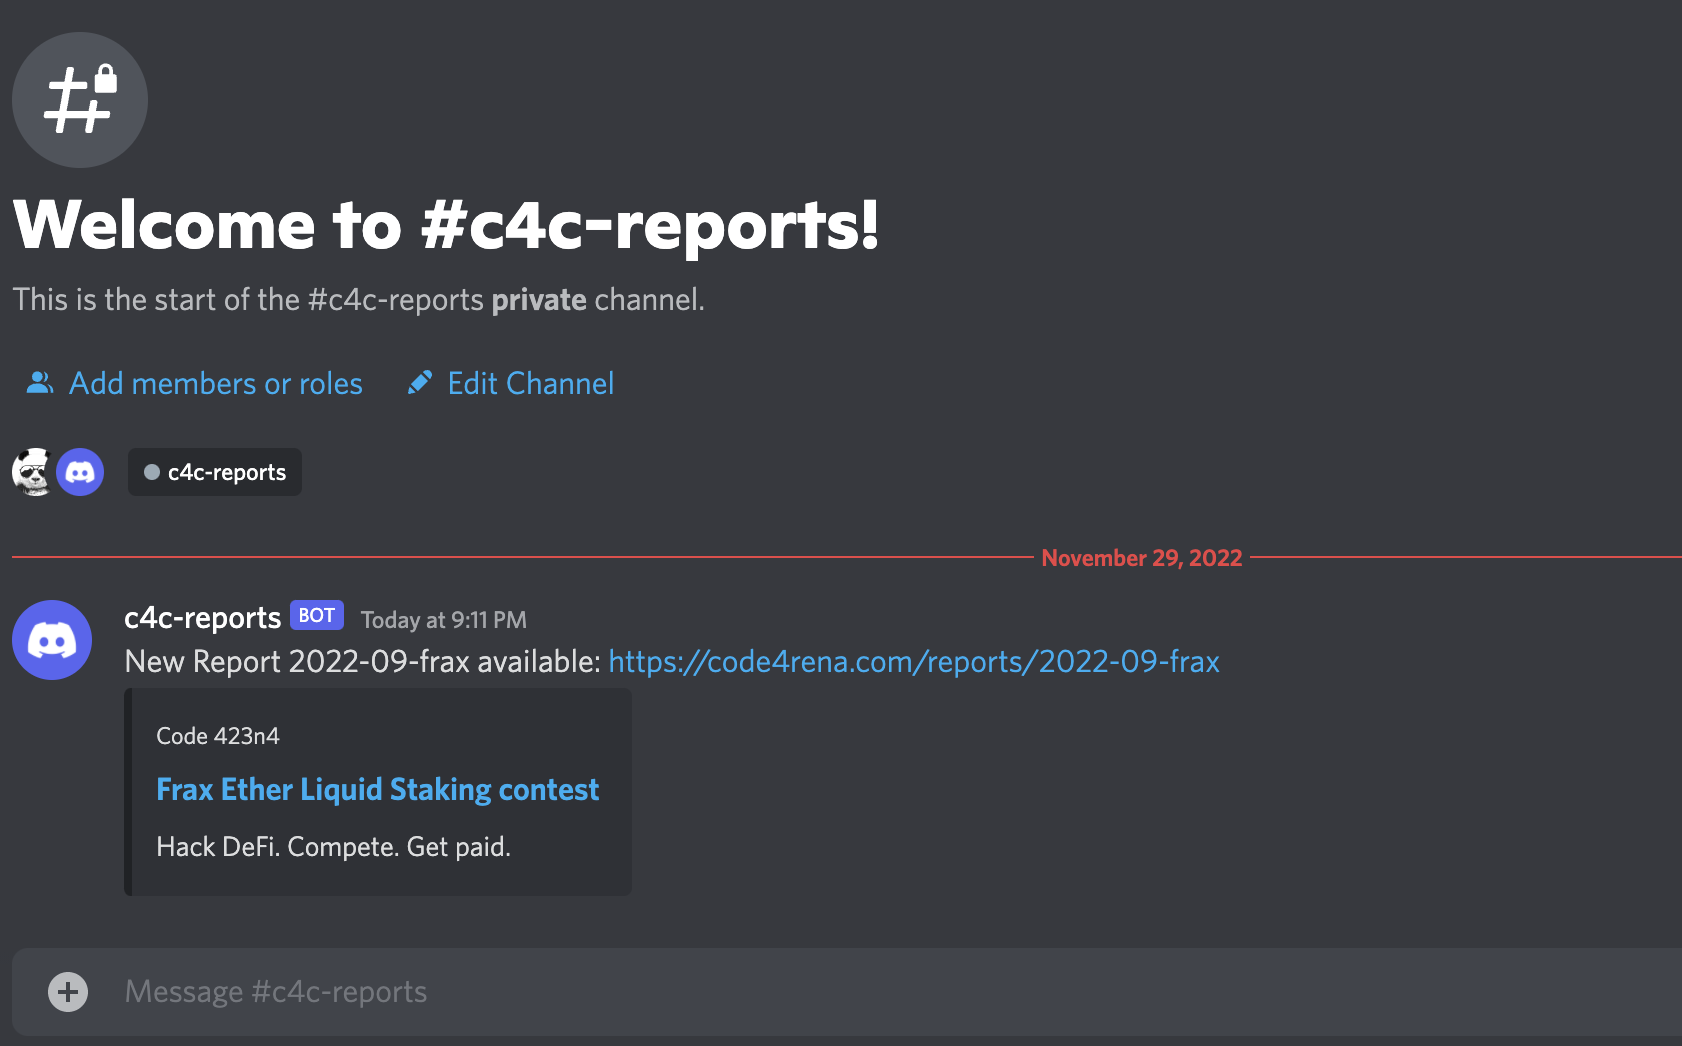 Welcome to #c4c-reports!
This is the start of the #c4c-reports private channel.
Add members or roles Edit Channel
c4c-reports
November 29, 2022
c4c-reports BOT Today at 9:11 PM
New Report 2022-09-frax available: https://code4rena.com/reports/2022-09-frax
Code 423n4
Frax Ether Liquid Staking contest
Hack DeFi. Compete. Get paid.
Message #c4c-reports